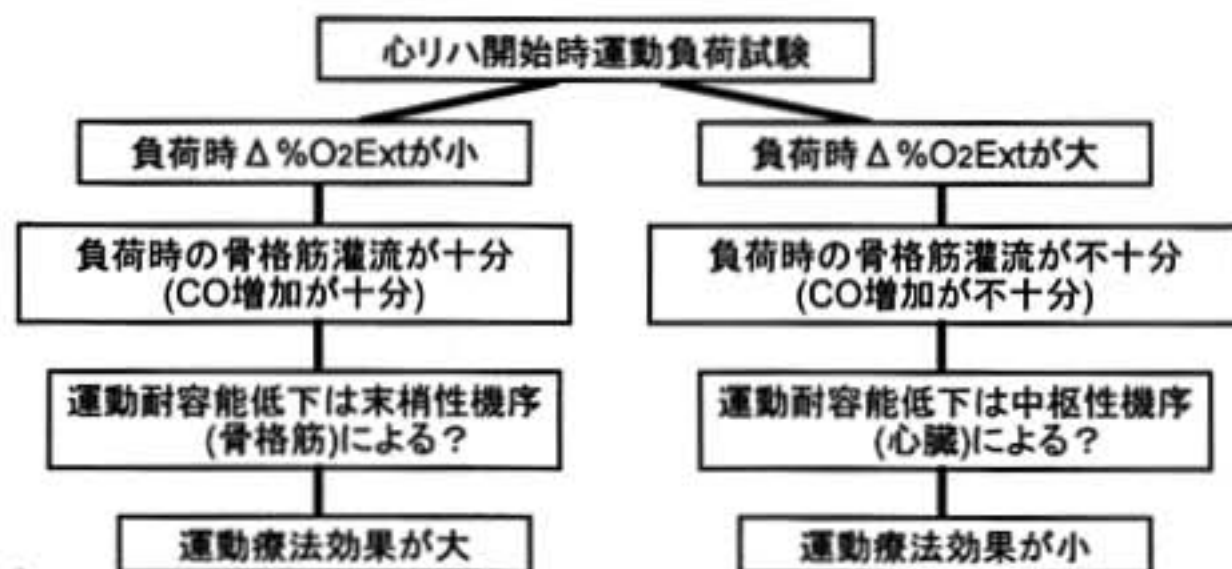 心リハ開始時運動負荷試験
負荷時Δ%O2Extが小
負荷時の骨格筋灌流が十分
(CO増加が十分)
運動耐容能低下は末梢性機序
(骨格筋)による?
運動療法効果が大
負荷時Δ%O2Extが大
負荷時の骨格筋灌流が不十分
(CO増加が不十分)
運動耐容能低下は中枢性機序
(心臓)による?
運動療法効果が小